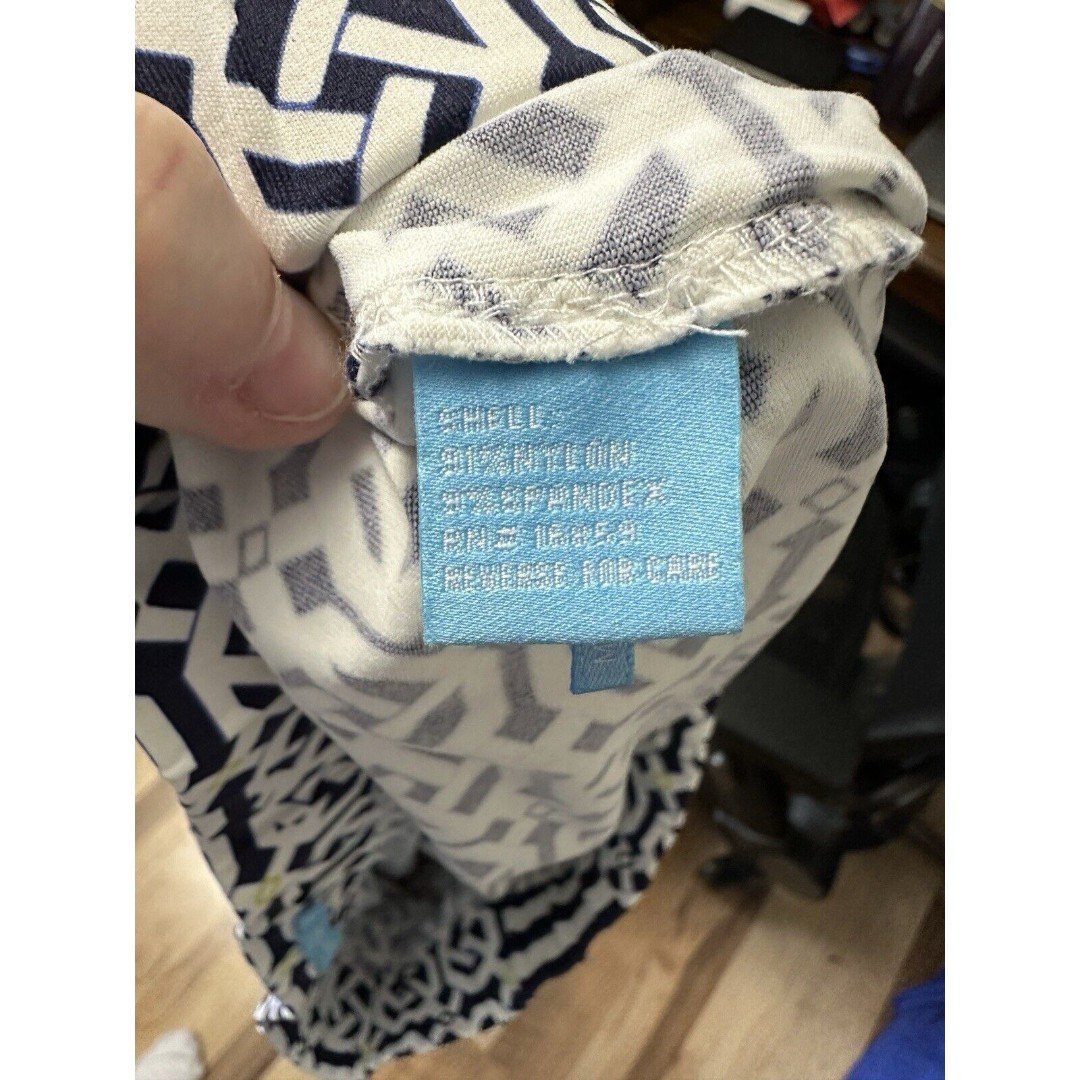 SHELL:
91%NYLON
9%SPANDEX
RN# 16659
REVERSE FOR CARE
M